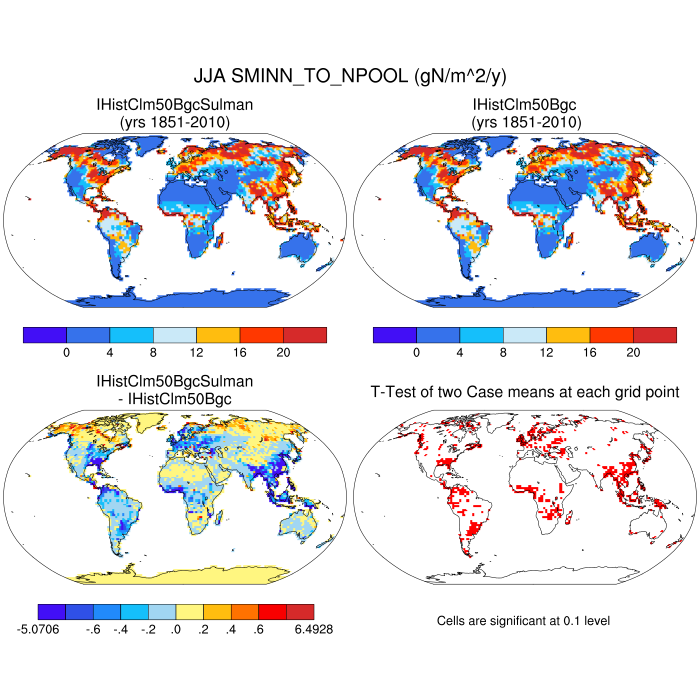 JJA SMINN_TO_NPOOL (gN/m^2/y)
IHistClm50BgcSulman
(yrs 1851-2010)
IHistClm50Bgc
(yrs 1851-2010)
0 4 8 12 16 20
0 4 8 12 16 20
IHistClm50BgcSulman
- IHistClm50Bgc
T-Test of two Case means at each grid point
-5.0706 -.6 -.4 -.2 .0 .2 .4 .6 6.4928
Cells are significant at 0.1 level